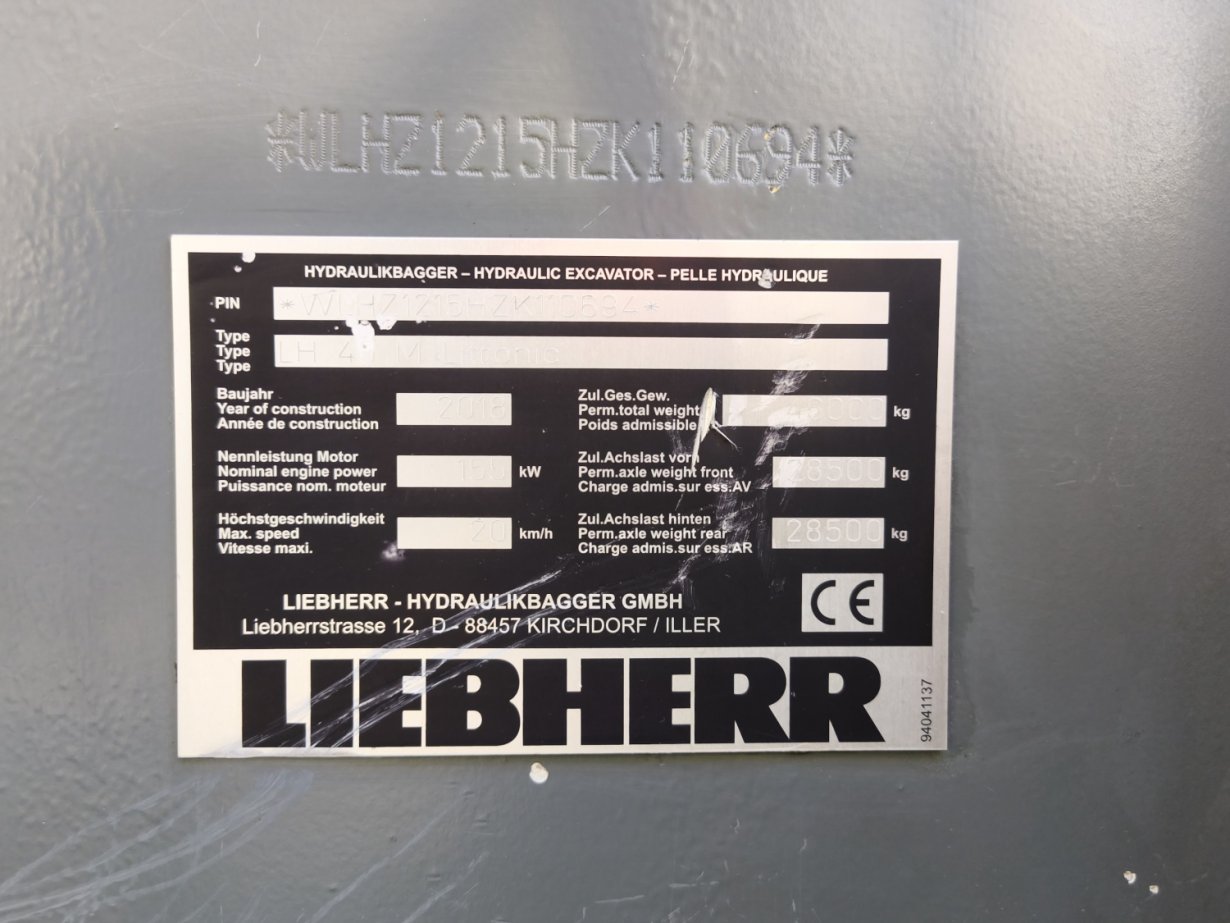 *WLHZ1215HZK110694*
HYDRAULIKBAGGER – HYDRAULIC EXCAVATOR – PELLE HYDRAULIQUE
PIN *WLHZ1215HZK110694*
Type
Type
Type
LH M Litronic
Baujahr
Year of construction
Année de construction
2018
Nennleistung Motor
Nominal engine power
Puissance nom. moteur
kW
Höchstgeschwindigkeit
Max. speed
Vitesse maxi.
20 km/h
Zul.Ges.Gew.
Perm.total weight
Poids admissible
kg
Zul.Achslast vorn
Perm.axle weight front
Charge admis.sur ess.AV
28500 kg
Zul.Achslast hinten
Perm.axle weight rear
Charge admis.sur ess.AR
28500 kg
LIEBHERR - HYDRAULIKBAGGER GMBH
Liebherrstrasse 12, D - 88457 KIRCHDORF / ILLER
CE
LIEBHERR
94041137